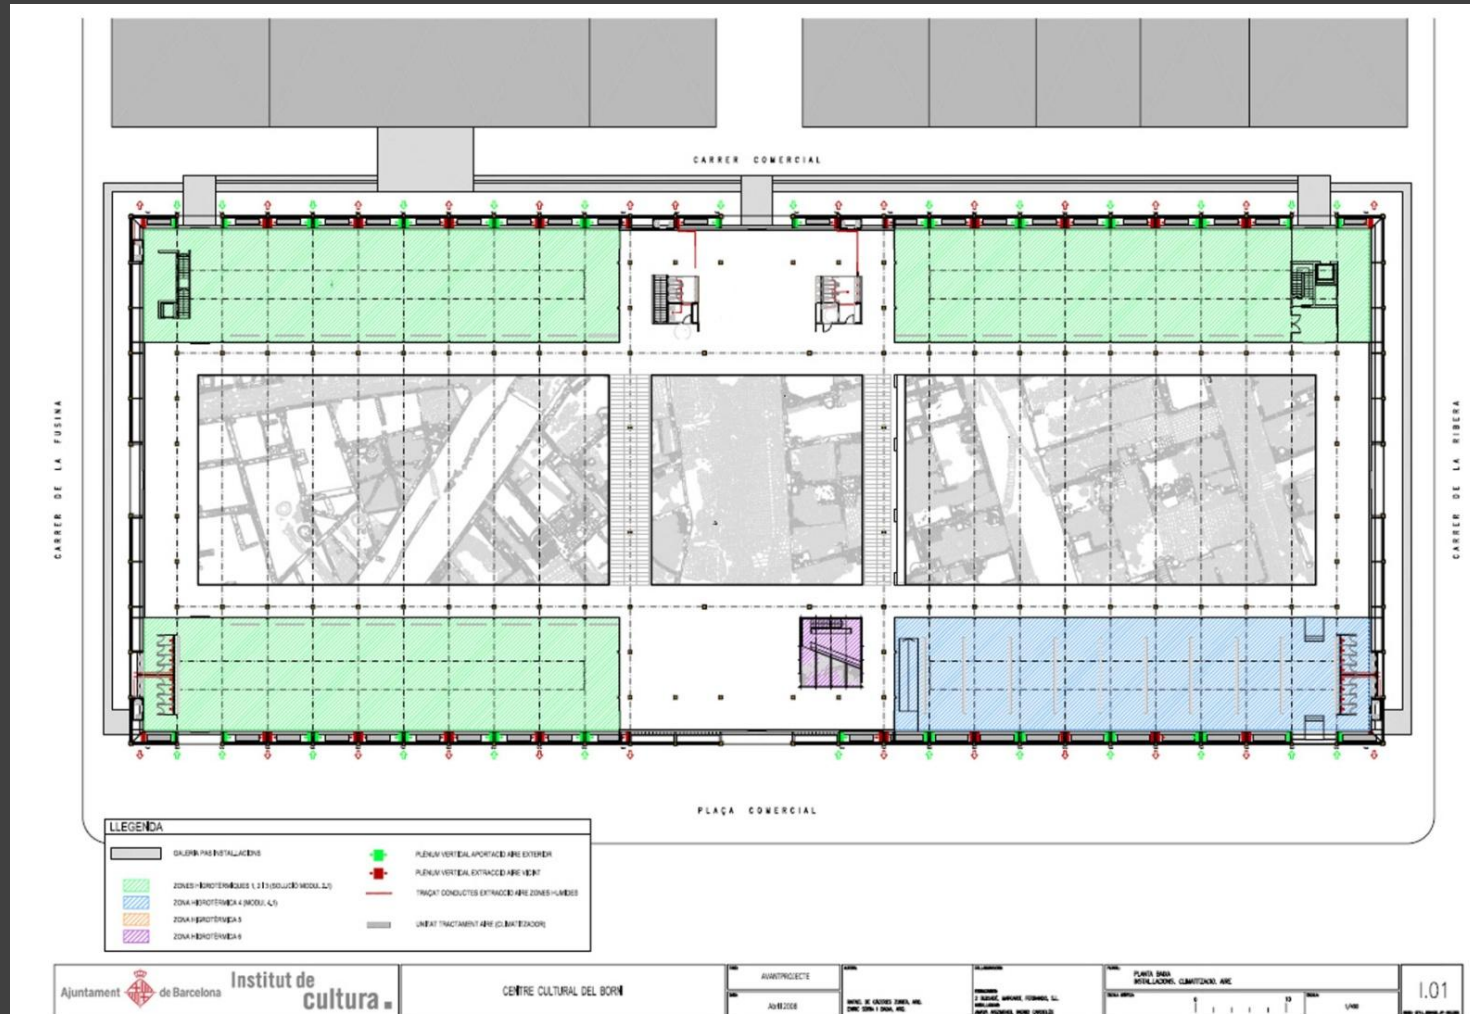 CARRER COMERCIAL
CARRER DE LA FUSINA
CARRER DE LA RIBERA
PLAÇA COMERCIAL
LLEGENDA
GALERIA PAS INSTAL·LACIONS
ZONES HIGROTÈRMIQUES 1, 2 I 3 (SOLUCIÓ MODUL 2.1)
ZONA HIGROTÈRMICA 4 (MODUL 4.1)
ZONA HIGROTÈRMICA 5
ZONA HIGROTÈRMICA 6
PLÈNUM VERTICAL APORTACIÓ AIRE EXTERIOR
PLÈNUM VERTICAL EXTRACCIÓ AIRE VICIAT
TRAÇAT CONDUCTES EXTRACCIÓ AIRE ZONES HUMIDES
UNITAT TRACTAMENT AIRE (CLIMATITZADOR)
Ajuntament de Barcelona
Institut de
cultura
CENTRE CULTURAL DEL BORN
AVANTPROJECTE
Abril 2008
PLANTA BAIXA
INSTAL·LACIONS. CLIMATITZACIÓ. AIRE
0 10
I.01